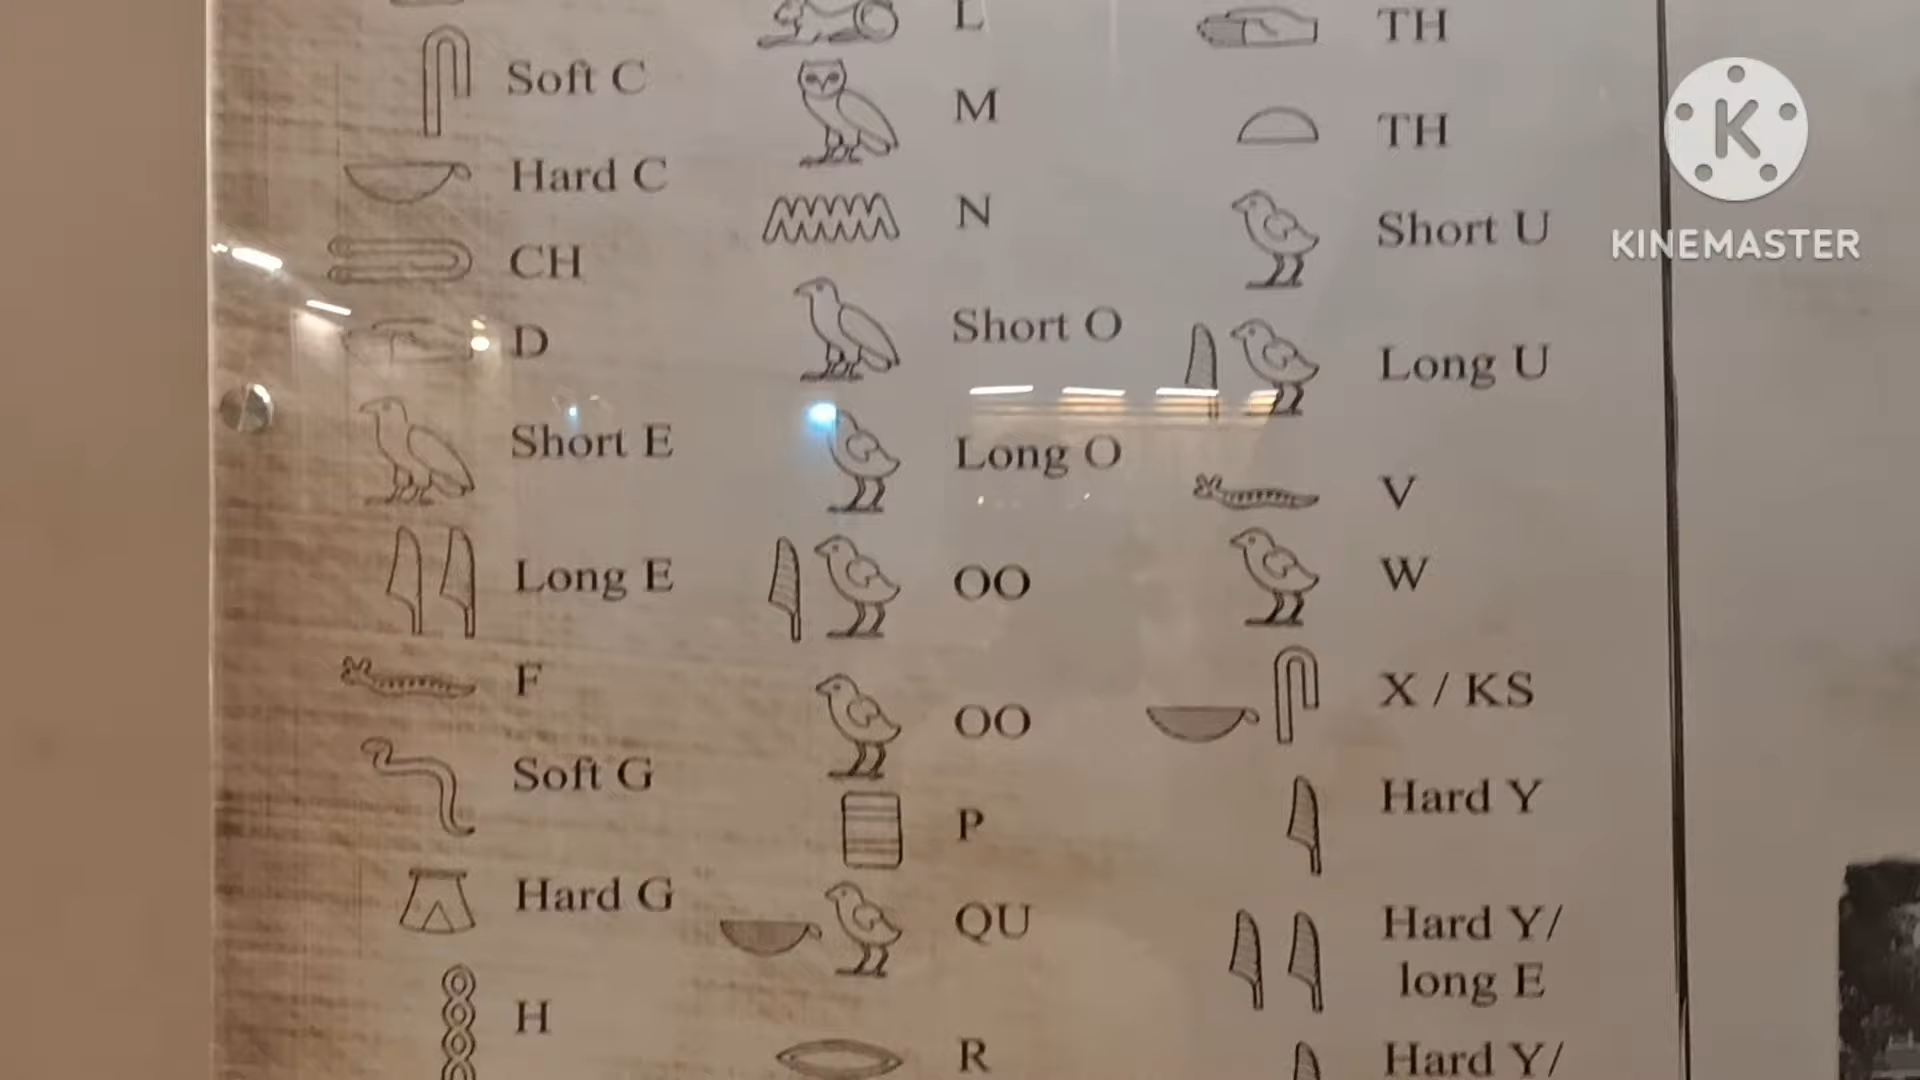 Soft C
Hard C
CH
D
Short E
Long E
F
Soft G
Hard G
H
L
M
N
Short O
Long O
OO
OO
P
QU
R
TH
TH
Short U
Long U
V
W
X / KS
Hard Y
Hard Y/
long E
Hard Y/
K
KINEMASTER